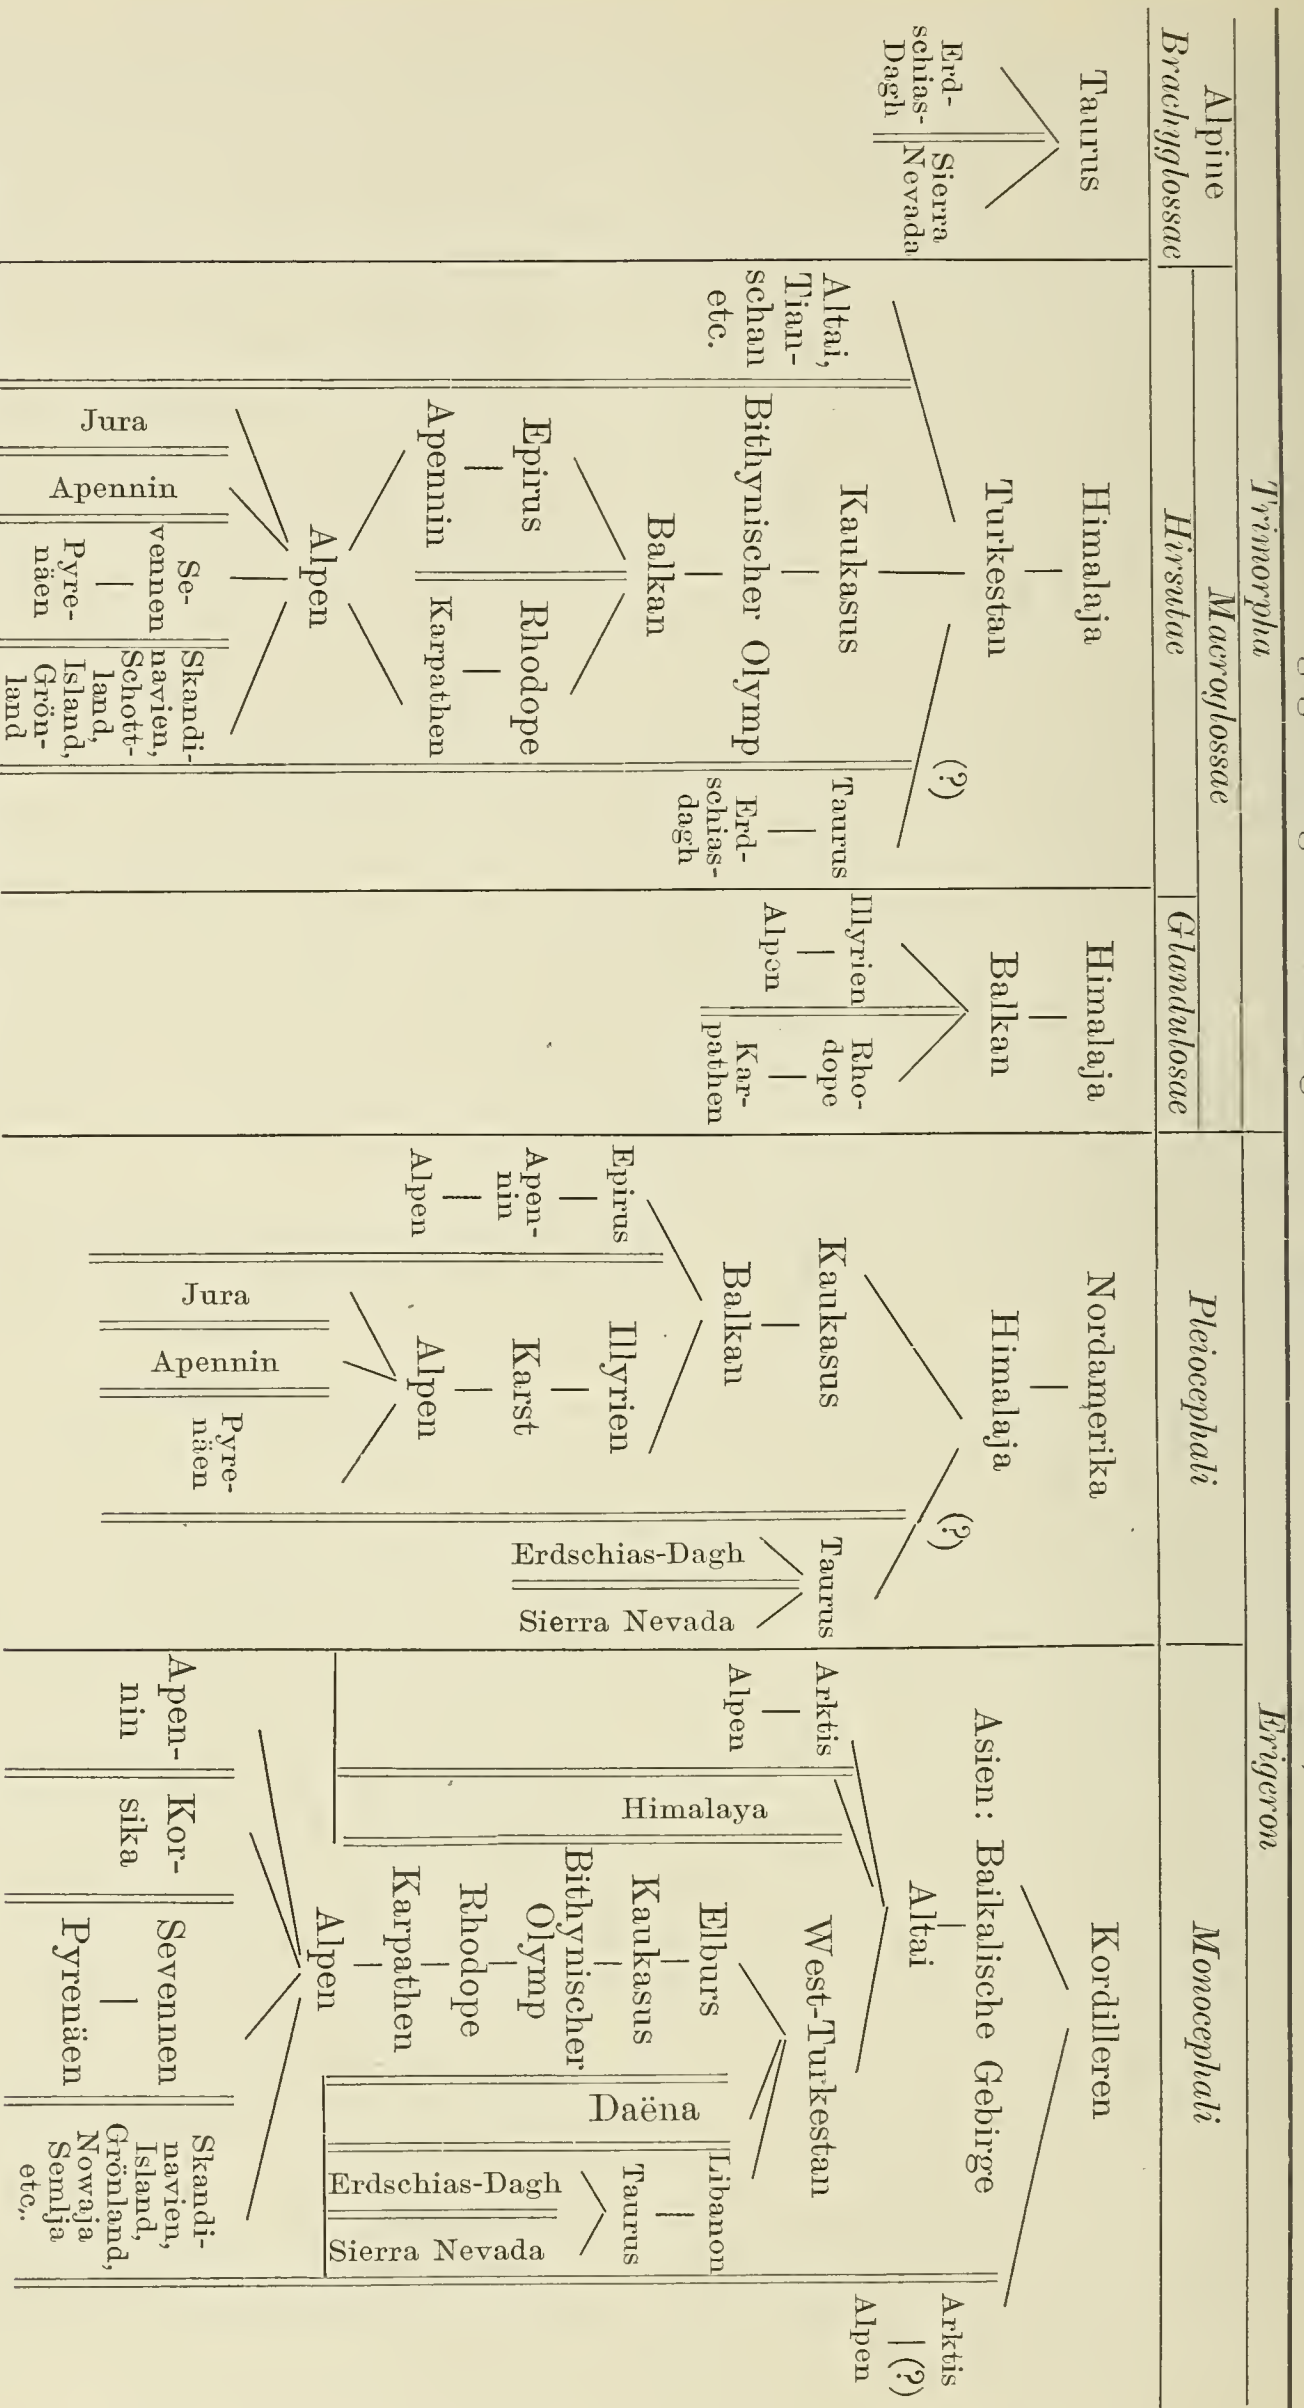 Trimorpha
Erigeron
Alpine
Brachyglossae
Macroglossae
Hirsutae
Glandulosae
Pleiocephali
Monocephali
Taurus
Erd-
schias-
Dagh
Sierra
Nevada
Himalaja
Turkestan
Altai,
Tian-
schan
etc.
Kaukasus
(?)
Taurus
Erd-
schias-
dagh
Bithynischer Olymp
Balkan
Epirus
Apennin
Rhodope
Karpathen
Alpen
Jura
Apennin
Se-
vennen
Pyre-
näen
Skandi-
navien,
Schott-
land,
Island,
Grön-
land
Himalaja
Balkan
Illyrien
Alpen
Rho-
dope
Kar-
pathen
Nordamerika
Himalaja
Kaukasus
(?)
Taurus
Erdschias-Dagh
Sierra Nevada
Balkan
Epirus
Apen-
nin
Alpen
Illyrien
Karst
Alpen
Jura
Apennin
Pyre-
näen
Kordilleren
Asien: Baikalische Gebirge
Arktis
(?)
Alpen
Altai
Arktis
Alpen
Himalaya
West-Turkestan
Elburs
Kaukasus
Bithynischer
Olymp
Rhodope
Karpathen
Alpen
Daëna
Libanon
Taurus
Erdschias-Dagh
Sierra Nevada
Apen-
nin
Kor-
sika
Sevennen
Pyrenäen
Skandi-
navien,
Island,
Grönland,
Nowaja
Semlja
etc.